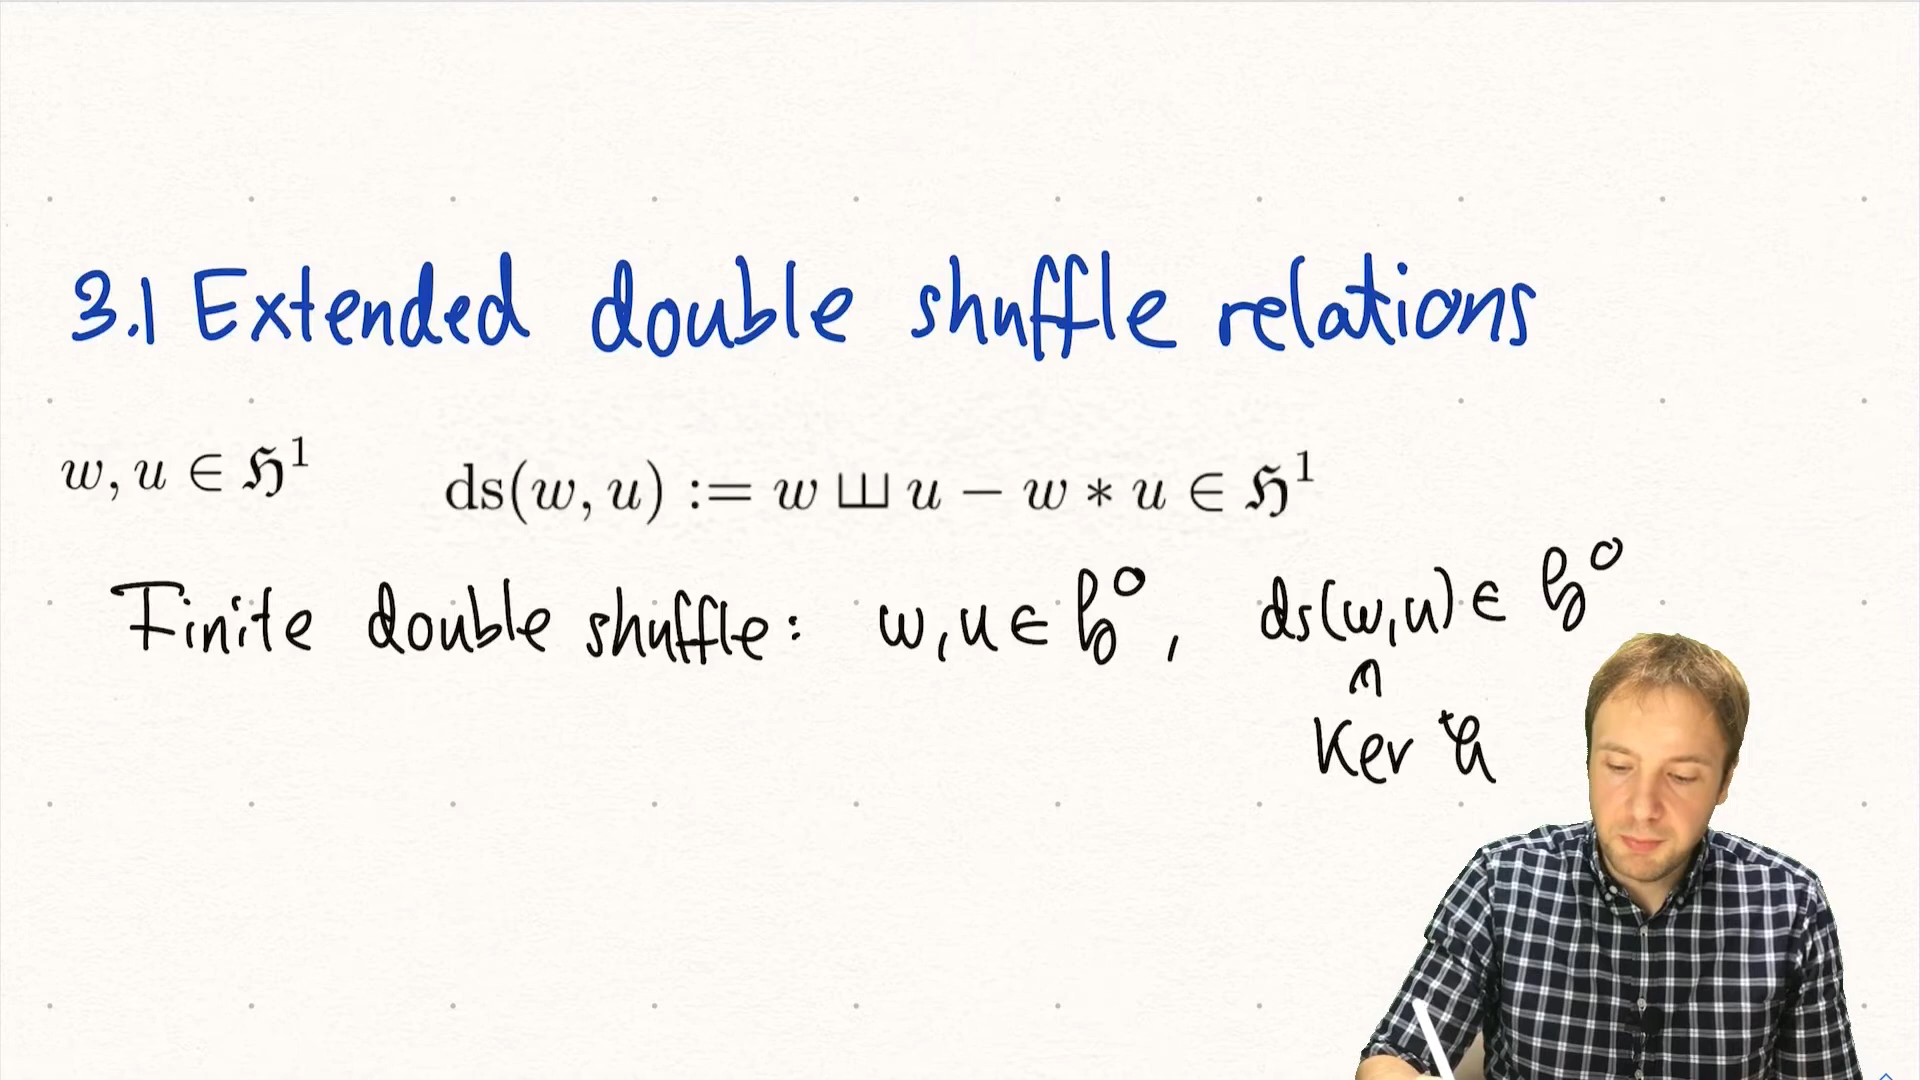 3.1 Extended double shuffle relations
w, u ∈ ℌ¹ ds(w, u) := w ⧢ u − w ∗ u ∈ ℌ¹
Finite double shuffle: w, u ∈ ℌ⁰, ds(w, u) ∈ ℌ⁰
∩
Ker